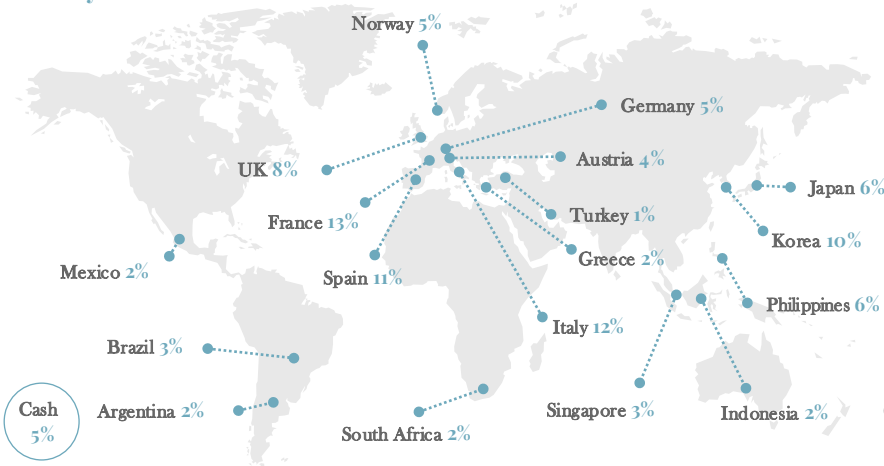 Norway 5%
Germany 5%
UK 8%
Austria 4%
Japan 6%
France 13%
Turkey 1%
Korea 10%
Mexico 2%
Spain 11%
Greece 2%
Philippines 6%
Italy 12%
Brazil 3%
Cash
5%
Argentina 2%
South Africa 2%
Singapore 3%
Indonesia 2%